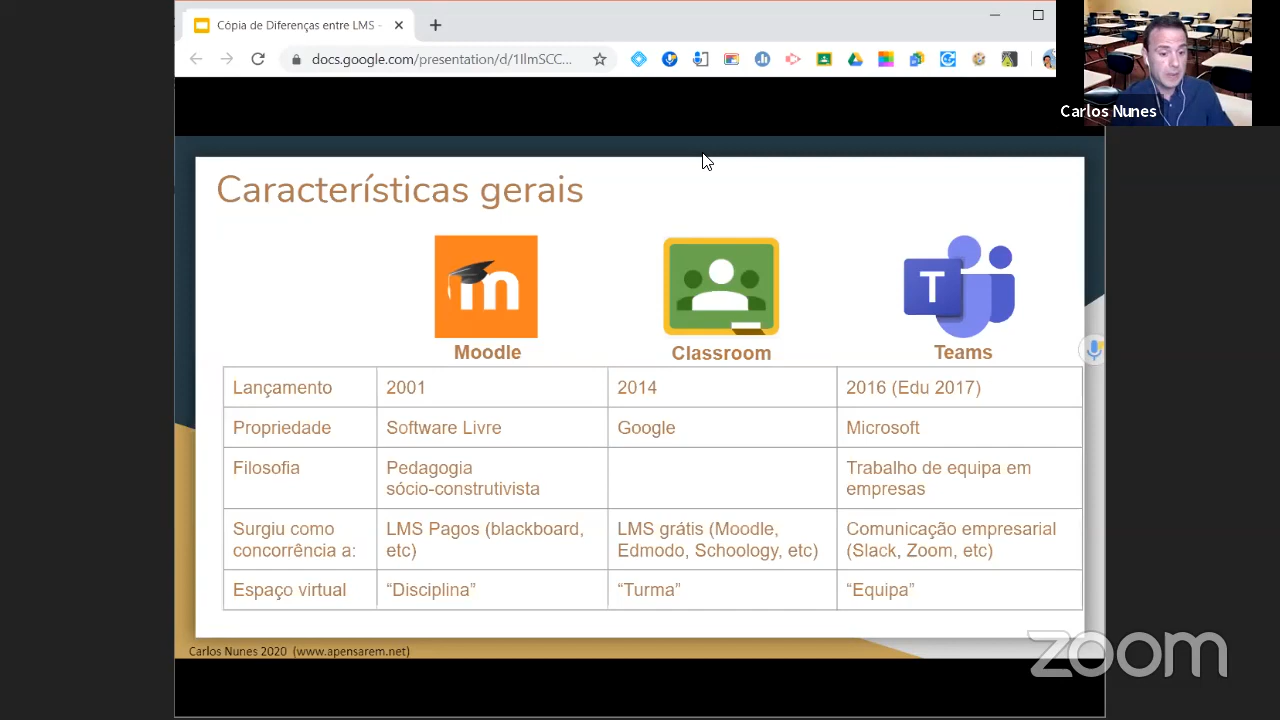 Cópia de Diferenças entre LMS -
docs.google.com/presentation/d/1IlmSCC...
Carlos Nunes
Características gerais
m
T
Moodle
Classroom
Teams
Lançamento
2001
2014
2016 (Edu 2017)
Propriedade
Software Livre
Google
Microsoft
Filosofia
Pedagogia
sócio-construtivista
Trabalho de equipa em
empresas
Surgiu como
concorrência a:
LMS Pagos (blackboard,
etc)
LMS grátis (Moodle,
Edmodo, Schoology, etc)
Comunicação empresarial
(Slack, Zoom, etc)
Espaço virtual
“Disciplina”
“Turma”
“Equipa”
Carlos Nunes 2020 (www.apensarem.net)
zoom